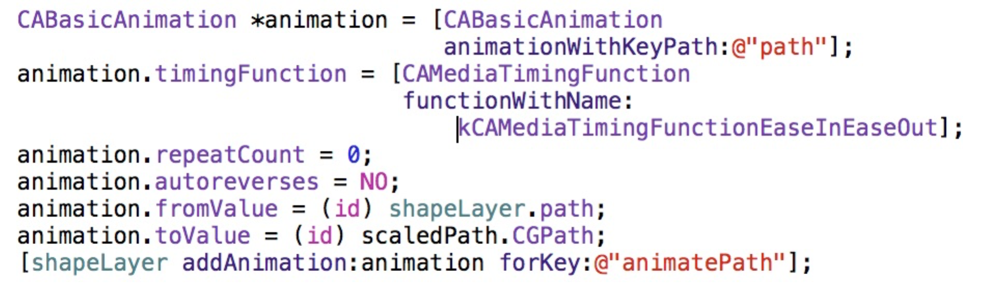 CABasicAnimation *animation = [CABasicAnimation
animationWithKeyPath:@"path"];
animation.timingFunction = [CAMediaTimingFunction
functionWithName:
kCAMediaTimingFunctionEaseInEaseOut];
animation.repeatCount = 0;
animation.autoreverses = NO;
animation.fromValue = (id) shapeLayer.path;
animation.toValue = (id) scaledPath.CGPath;
[shapeLayer addAnimation:animation forKey:@"animatePath"];